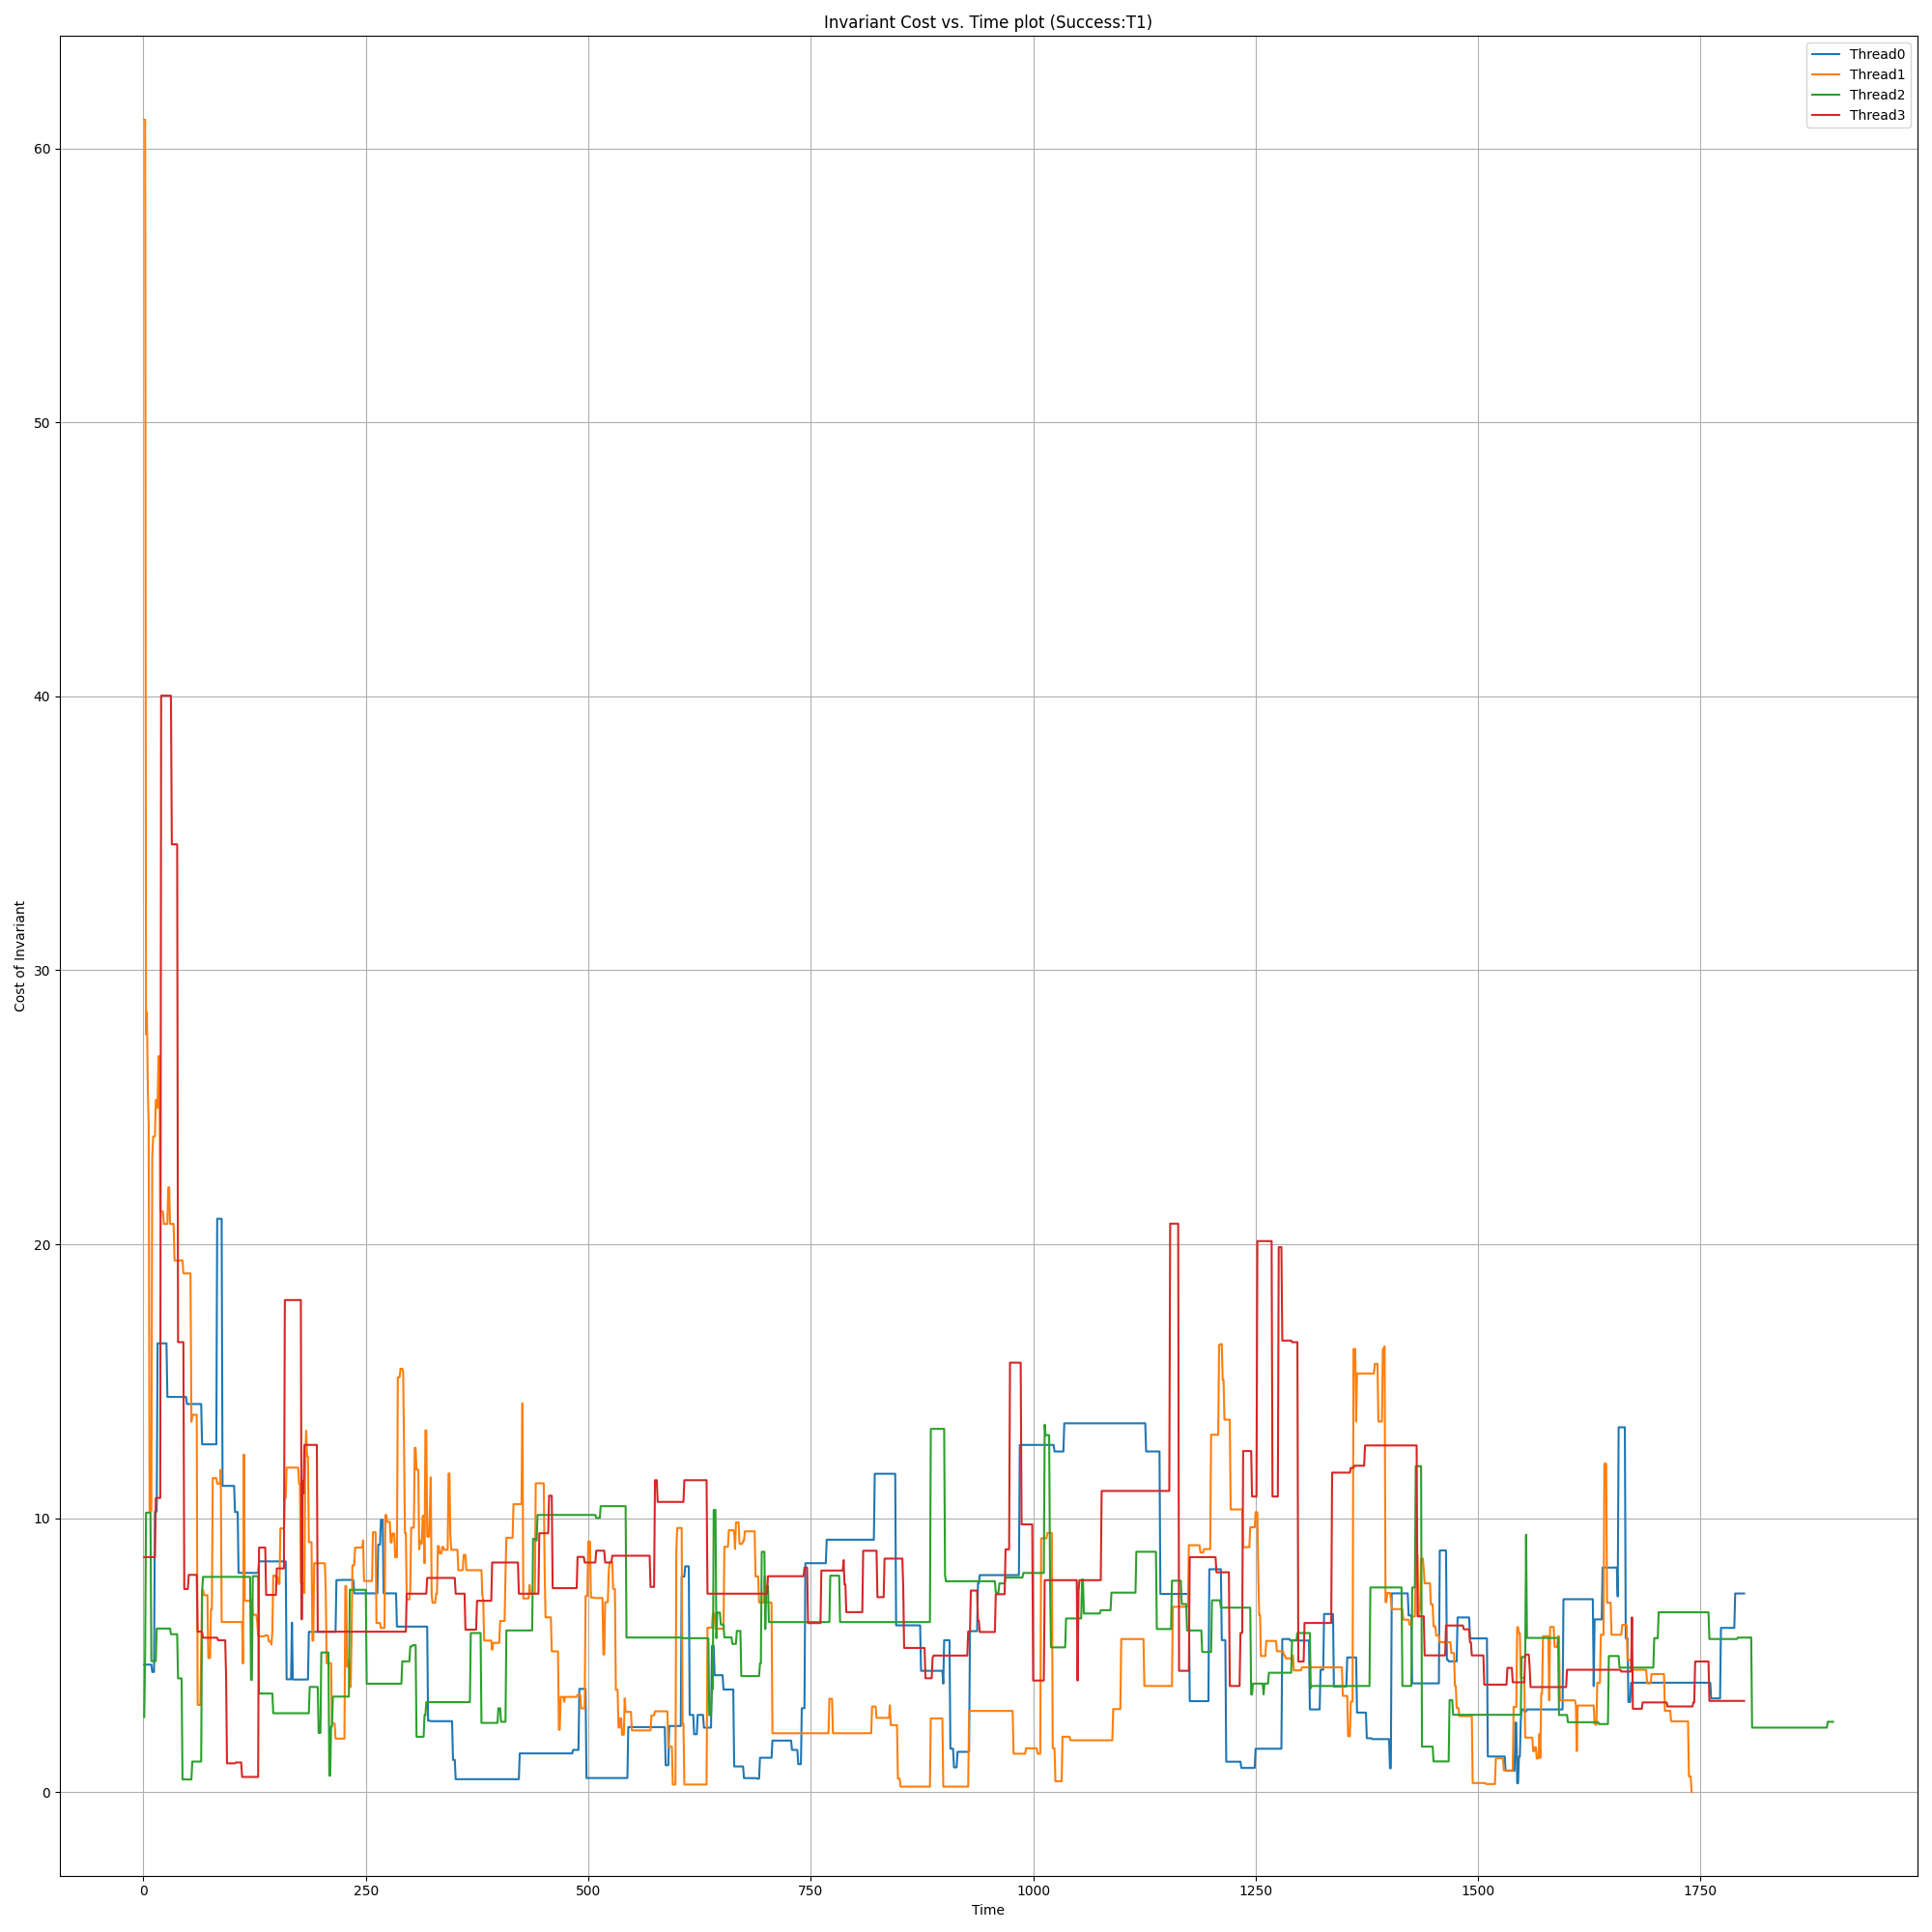 Invariant Cost vs. Time plot (Success:T1)
Thread0
Thread1
Thread2
Thread3
Cost of Invariant
60
50
40
30
20
10
0
0 250 500 750 1000 1250 1500 1750
Time